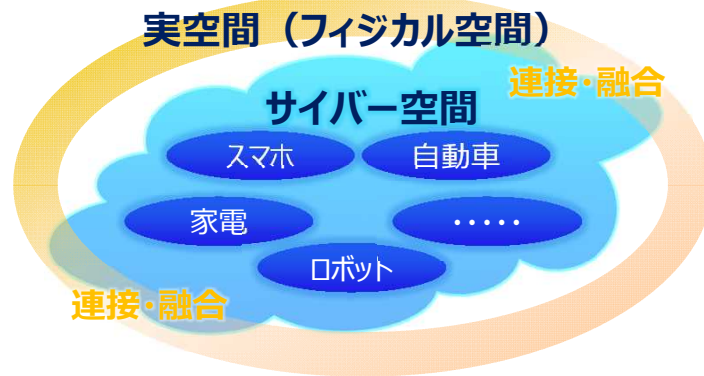 実空間（フィジカル空間）
連接･融合
サイバー空間
スマホ
自動車
家電
･････
ロボット
連接･融合